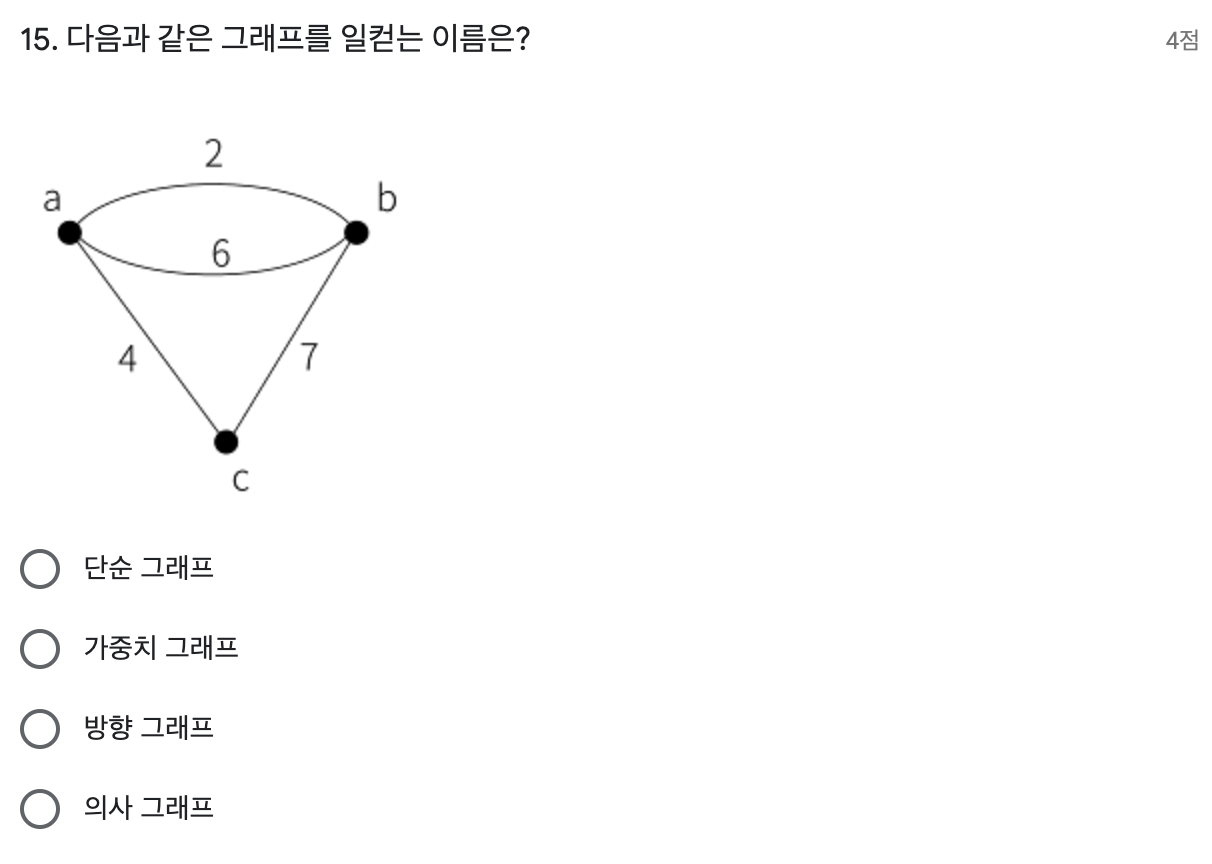 15. 다음과 같은 그래프를 일컫는 이름은?
4점
2
a
b
6
4
7
c
단순 그래프
가중치 그래프
방향 그래프
의사 그래프